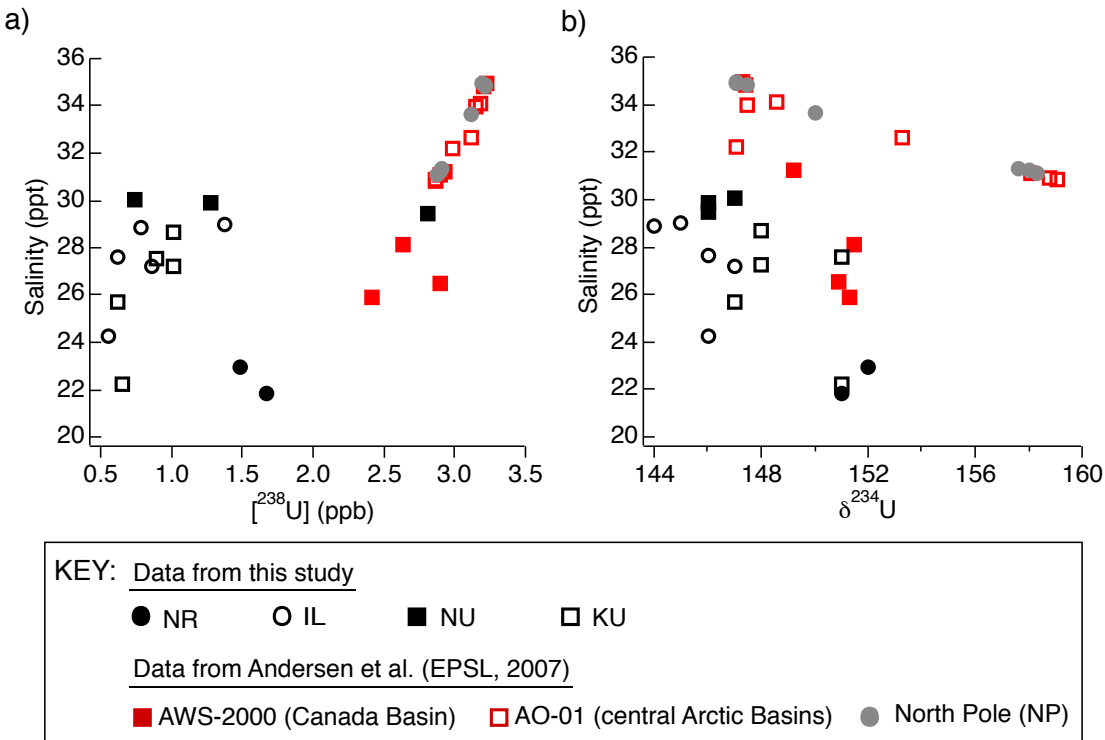 a)
36
34
32
30
28
26
24
22
20
Salinity (ppt)
0.5 1.0 1.5 2.0 2.5 3.0 3.5
[²³⁸U] (ppb)
b)
36
34
32
30
28
26
24
22
20
Salinity (ppt)
144 148 152 156 160
δ²³⁴U
KEY: Data from this study
NR IL NU KU
Data from Andersen et al. (EPSL, 2007)
AWS-2000 (Canada Basin) AO-01 (central Arctic Basins) North Pole (NP)